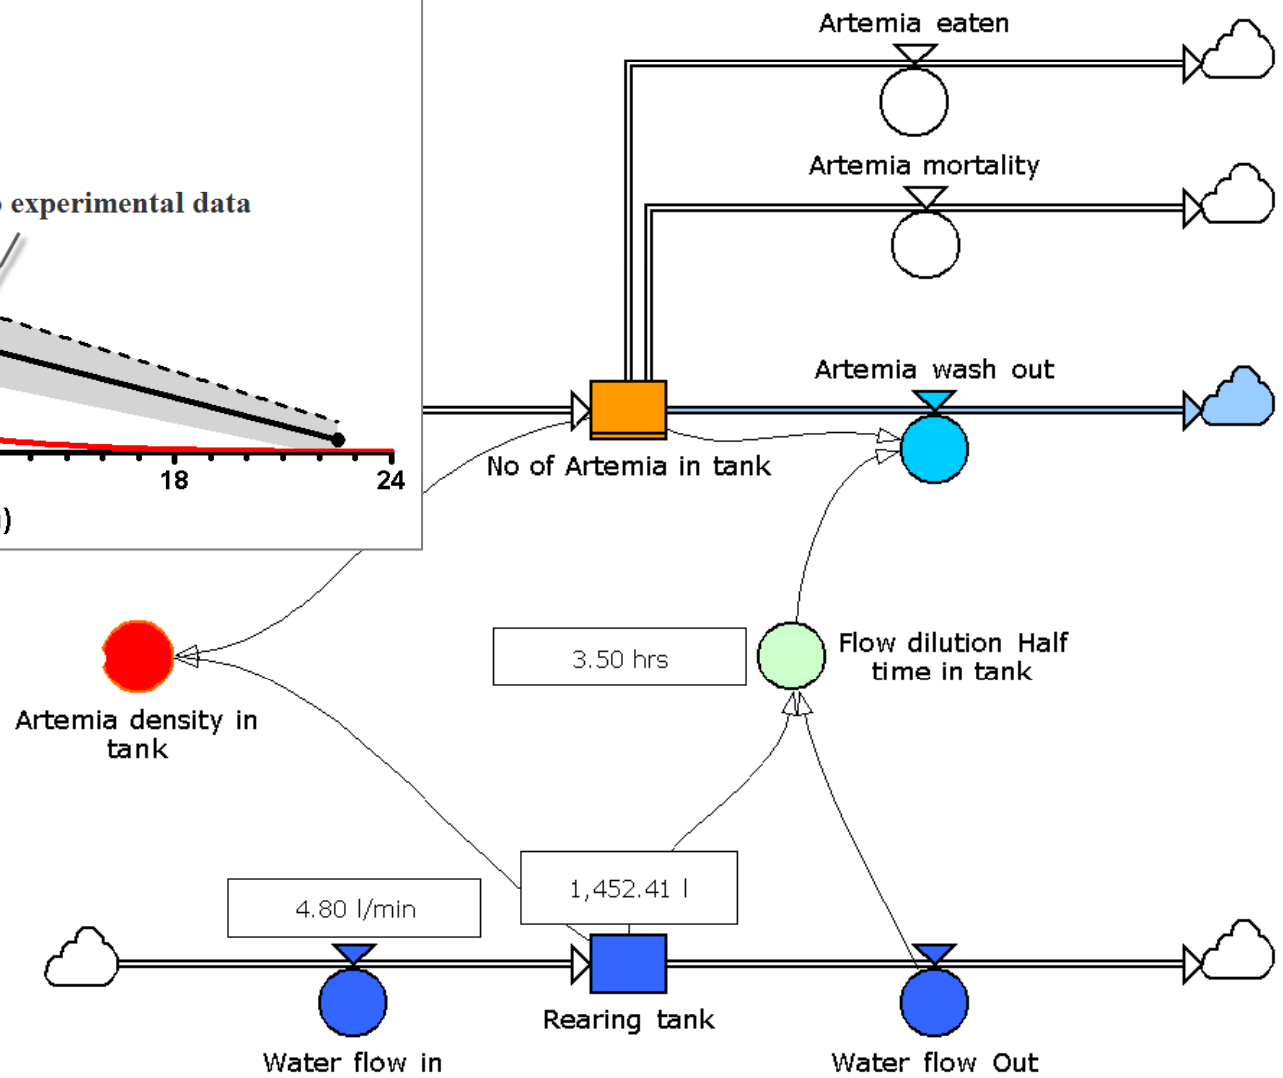 Artemia eaten
Artemia mortality
experimental data
Artemia wash out
No of Artemia in tank
18
24
Flow dilution Half
time in tank
3.50 hrs
Artemia density in
tank
1,452.41 l
4.80 l/min
Rearing tank
Water flow in
Water flow Out